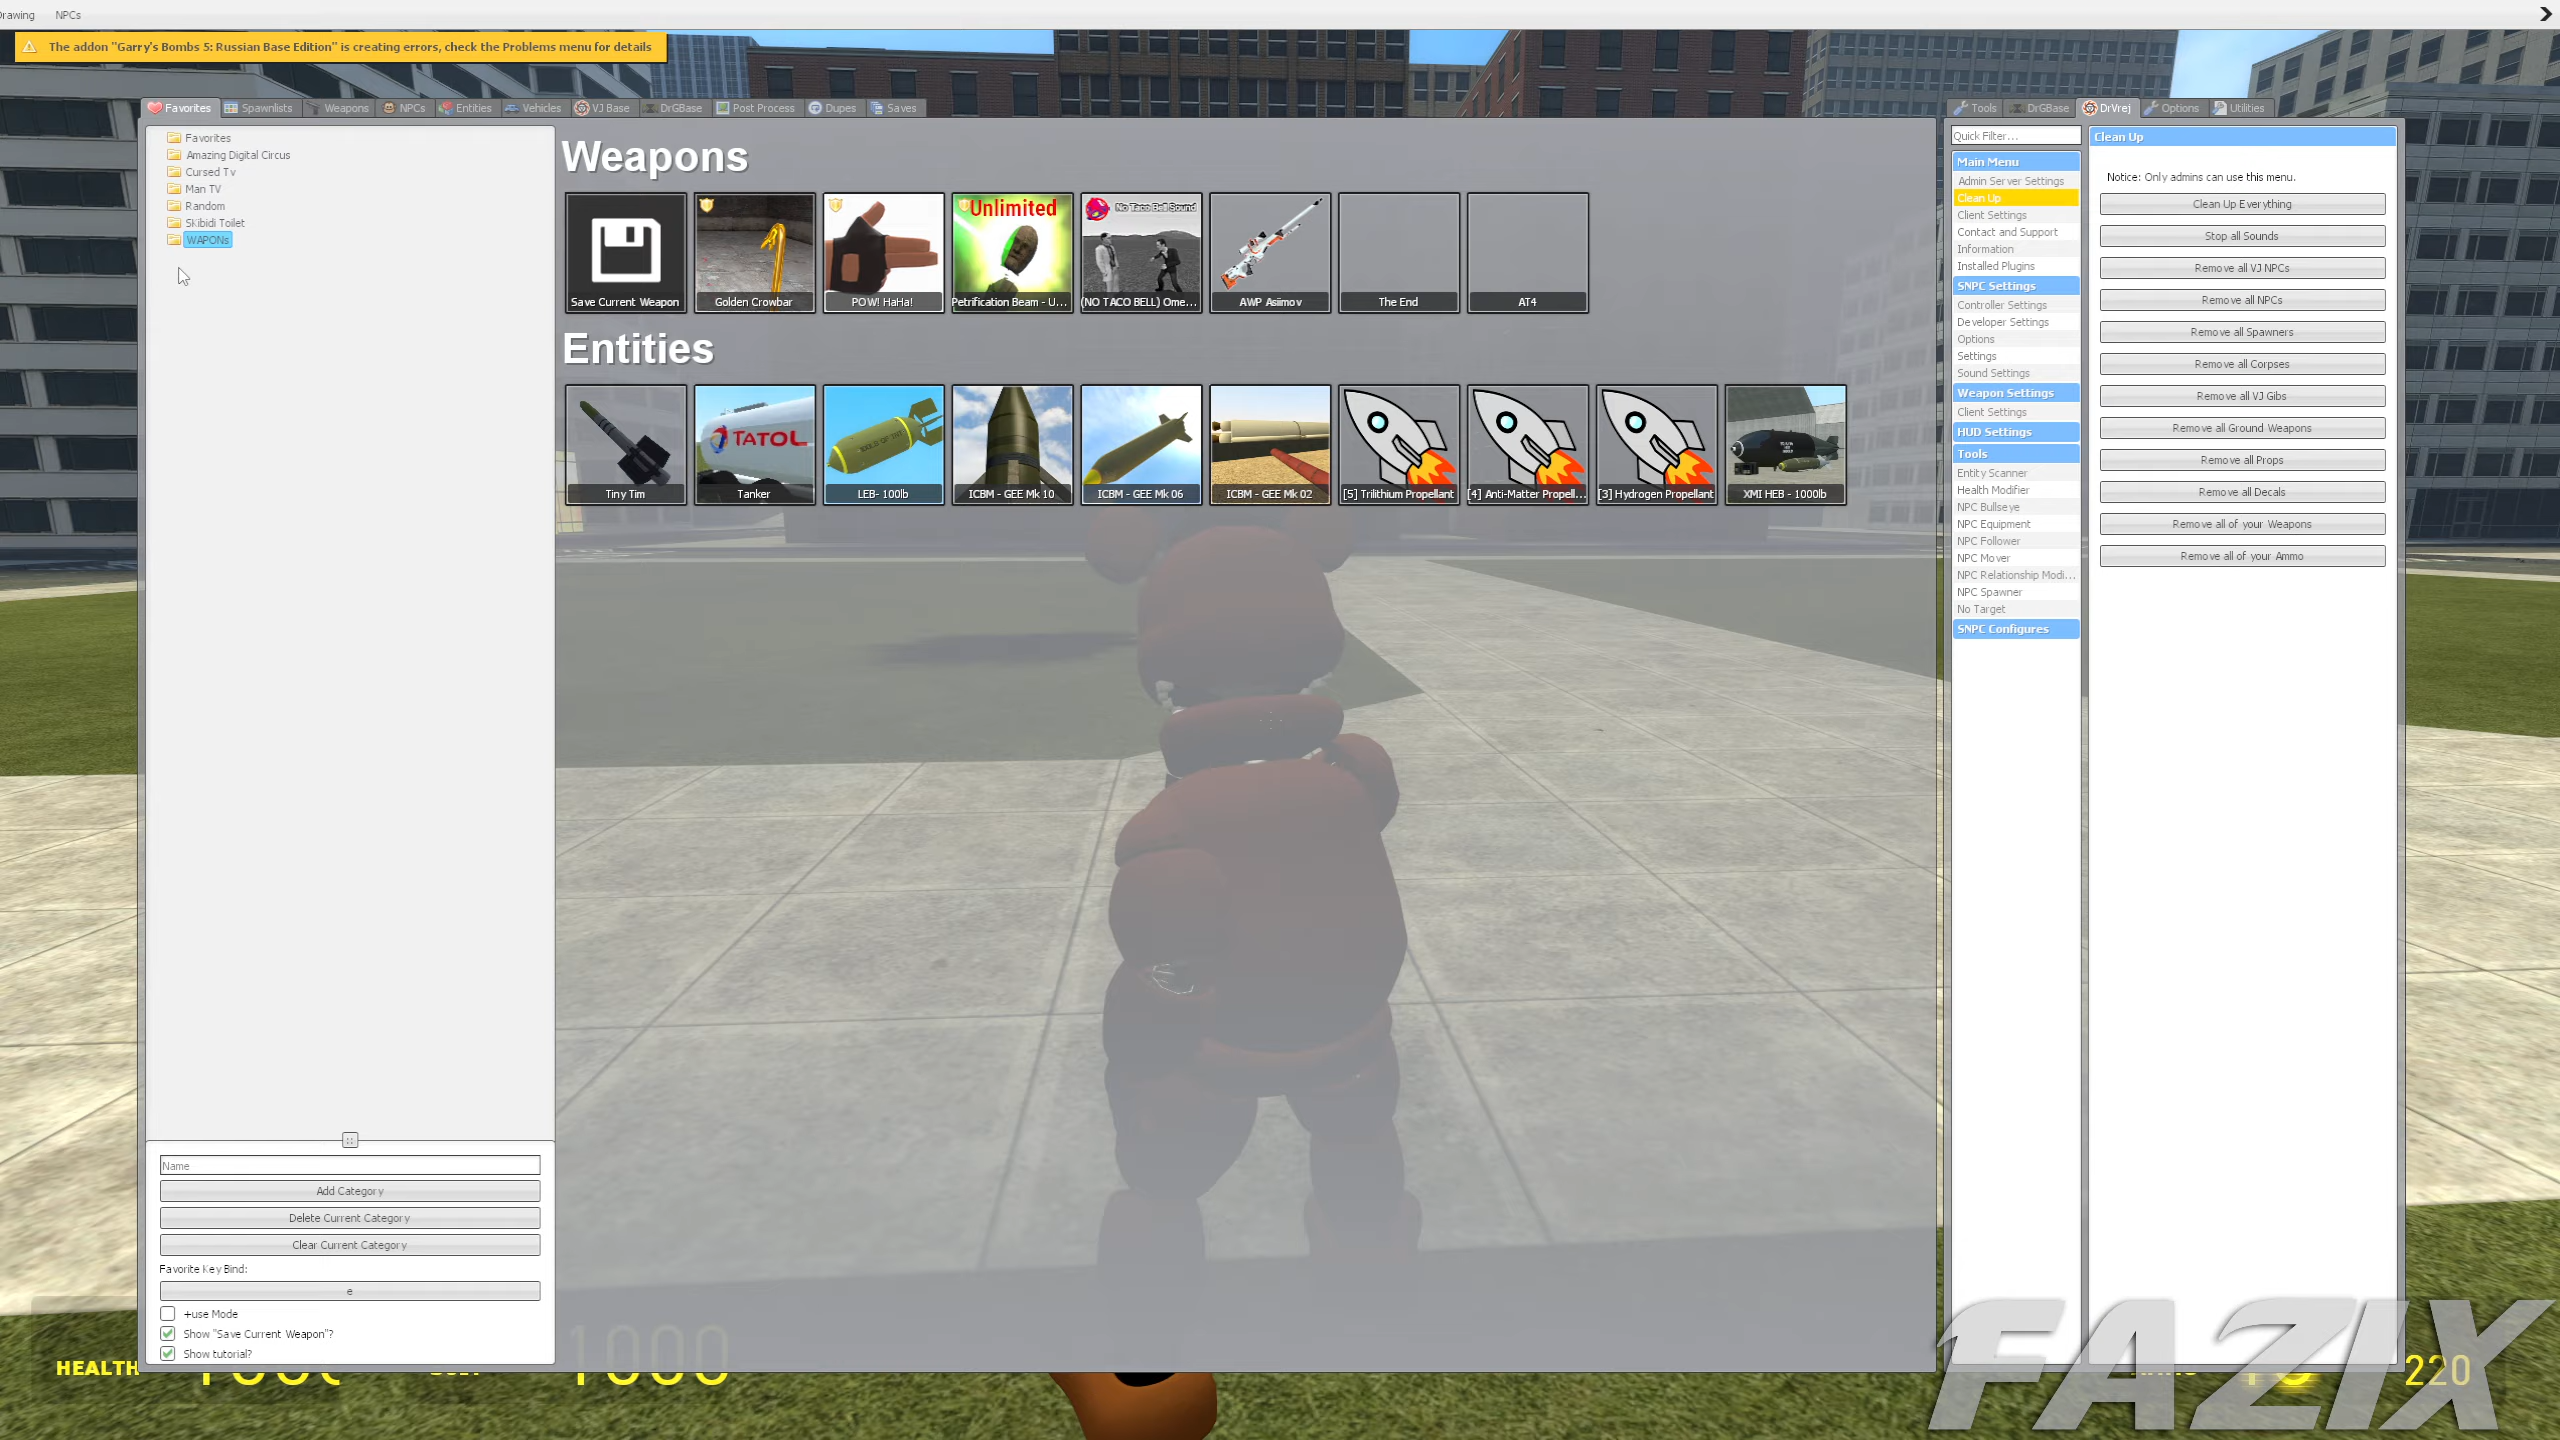 Drawing NPCs
The addon "Garry's Bombs 5: Russian Base Edition" is creating errors, check the Problems menu for details
Favorites Spawnlists Weapons NPCs Entities Vehicles VJ Base DrGBase Post Process Dupes Saves
Favorites
Amazing Digital Circus
Cursed Tv
Man TV
Random
Skibidi Toilet
WAPONs
Weapons
Unlimited
No Taco Bell Sound
Save Current Weapon
Golden Crowbar
POW! HaHa!
Petrification Beam - U...
(NO TACO BELL) Ome...
AWP Asiimov
The End
AT4
Entities
TATOL
Tiny Tim
Tanker
LEB- 100lb
ICBM - GEE Mk 10
ICBM - GEE Mk 06
ICBM - GEE Mk 02
[5] Trilithium Propellant
[4] Anti-Matter Propell...
[3] Hydrogen Propellant
XMI HEB - 1000lb
Name
Add Category
Delete Current Category
Clear Current Category
Favorite Key Bind:
e
+use Mode
Show "Save Current Weapon"?
Show tutorial?
HEALTH
1000
220
Tools DrGBase DrVrej Options Utilities
Quick Filter...
Main Menu
Admin Server Settings
Clean Up
Client Settings
Contact and Support
Information
Installed Plugins
SNPC Settings
Controller Settings
Developer Settings
Options
Settings
Sound Settings
Weapon Settings
Client Settings
HUD Settings
Tools
Entity Scanner
Health Modifier
NPC Bullseye
NPC Equipment
NPC Follower
NPC Mover
NPC Relationship Modi...
NPC Spawner
No Target
SNPC Configures
Clean Up
Notice: Only admins can use this menu.
Clean Up Everything
Stop all Sounds
Remove all VJ NPCs
Remove all NPCs
Remove all Spawners
Remove all Corpses
Remove all VJ Gibs
Remove all Ground Weapons
Remove all Props
Remove all Decals
Remove all of your Weapons
Remove all of your Ammo
FAZIX